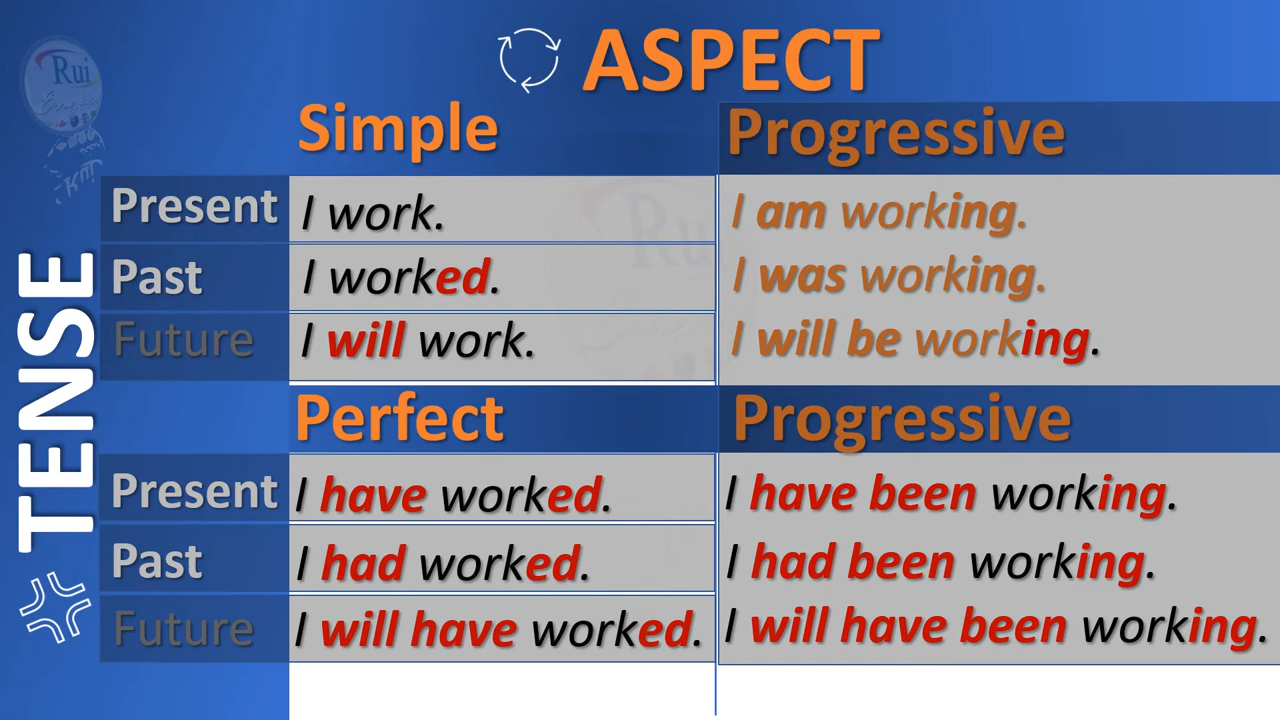 ASPECT
Simple Progressive
Present I work. I am working.
Past I worked. I was working.
Future I will work. I will be working.
Perfect Progressive
Present I have worked. I have been working.
Past I had worked. I had been working.
Future I will have worked. I will have been working.
TENSE
Rui
Rui